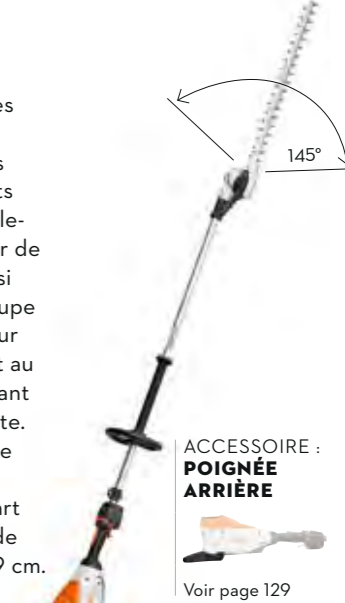 es
s
ts
le-
r de
si
upe
ur
t au
ant
te.
e
art
de
9 cm.
145°
ACCESSOIRE :
POIGNÉE
ARRIÈRE
Voir page 129